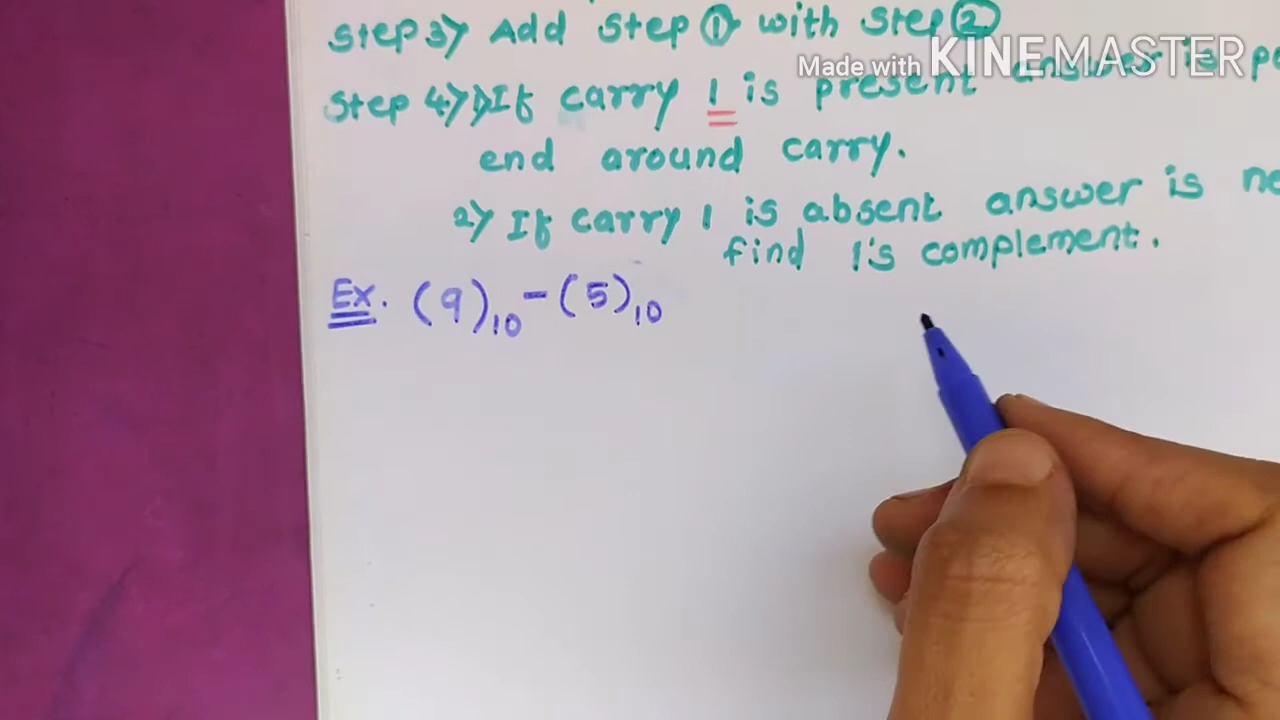 Step 3) Add Step ① with Step ②
Made with KINEMASTER
Step 4) 1) If carry 1 is present answer is
end around carry.
2) If carry 1 is absent answer is
find 1's complement.
Ex. (9)10 - (5)10